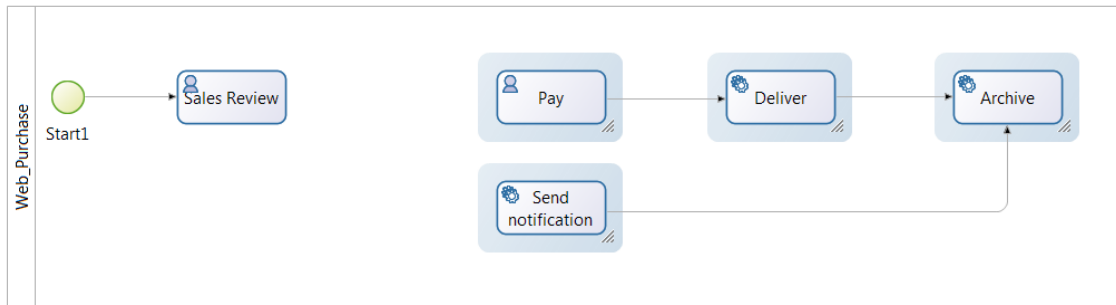 Web_Purchase
Start1
Sales Review
Pay
Deliver
Archive
Send
notification